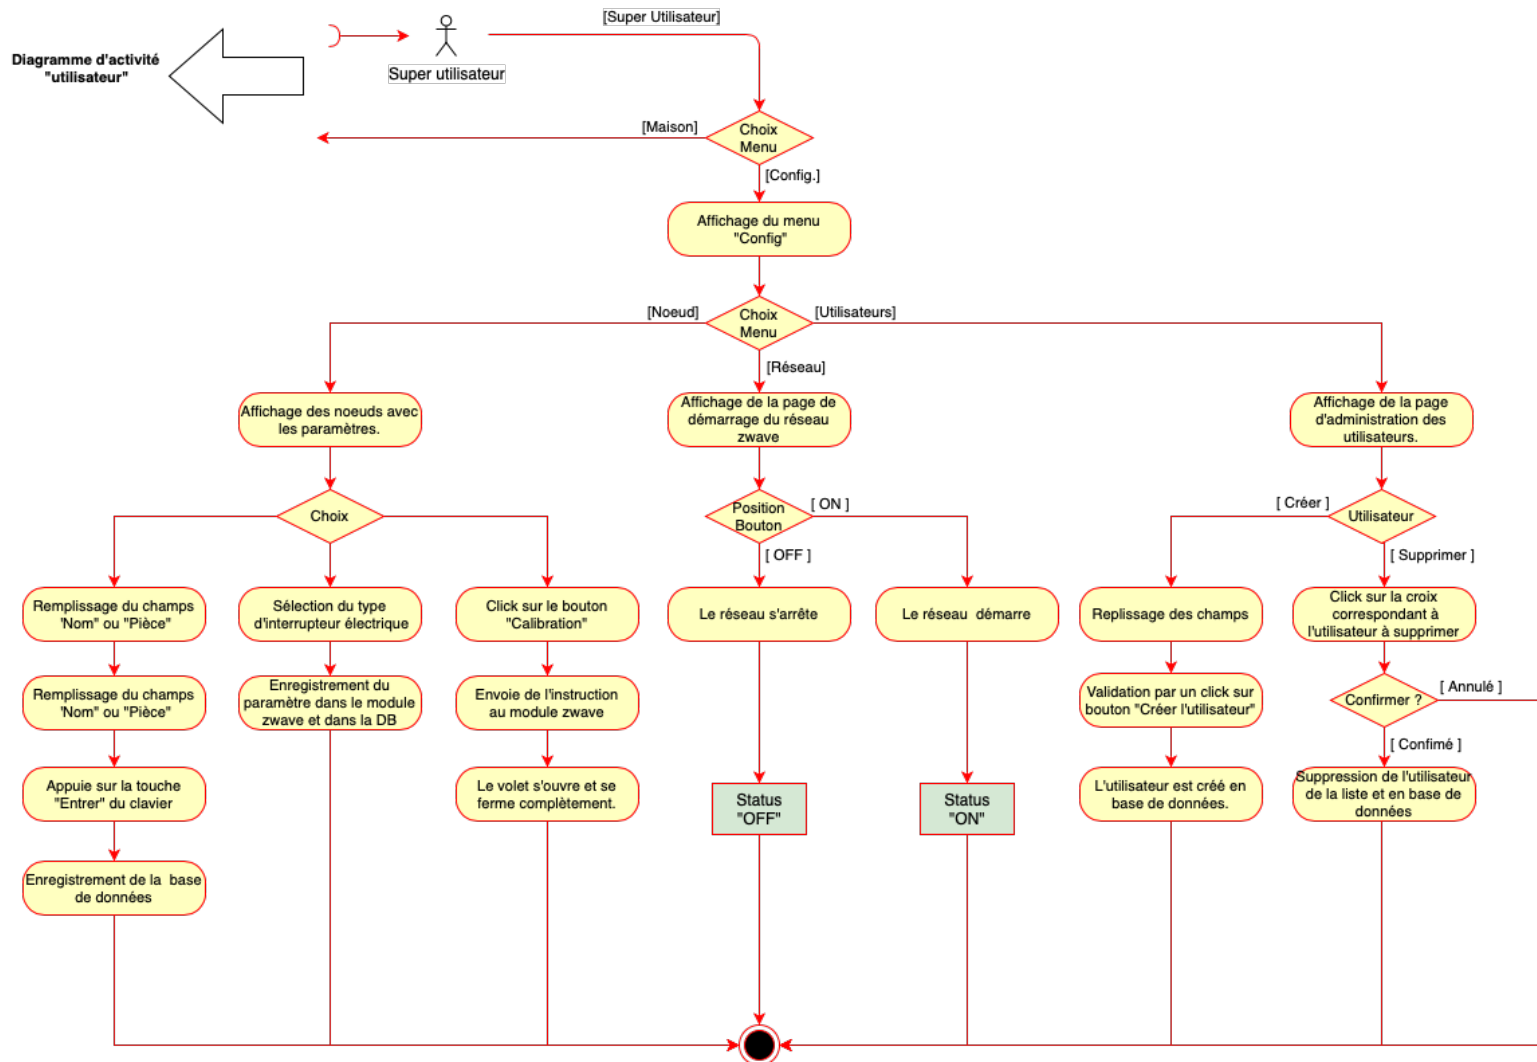 [Super Utilisateur]
Diagramme d'activité
"utilisateur"
Super utilisateur
[Maison]
Choix
Menu
[Config.]
Affichage du menu
"Config"
[Noeud]
Choix
Menu
[Utilisateurs]
[Réseau]
Affichage des noeuds avec
les paramètres.
Affichage de la page de
démarrage du réseau
zwave
Affichage de la page
d'administration des
utilisateurs.
Choix
Position
Bouton
[ ON ]
[ OFF ]
[ Créer ]
Utilisateur
[ Supprimer ]
Remplissage du champs
'Nom" ou "Pièce"
Sélection du type
d'interrupteur électrique
Click sur le bouton
"Calibration"
Le réseau s'arrête
Le réseau démarre
Replissage des champs
Click sur la croix
correspondant à
l'utilisateur à supprimer
Remplissage du champs
'Nom" ou "Pièce"
Enregistrement du
paramètre dans le module
zwave et dans la DB
Envoie de l'instruction
au module zwave
Validation par un click sur
bouton "Créer l'utilisateur"
Confirmer ?
[ Annulé ]
[ Confimé ]
Appuie sur la touche
"Entrer" du clavier
Le volet s'ouvre et se
ferme complètement.
Status
"OFF"
Status
"ON"
L'utilisateur est créé en
base de données.
Suppression de l'utilisateur
de la liste et en base de
données
Enregistrement de la base
de données